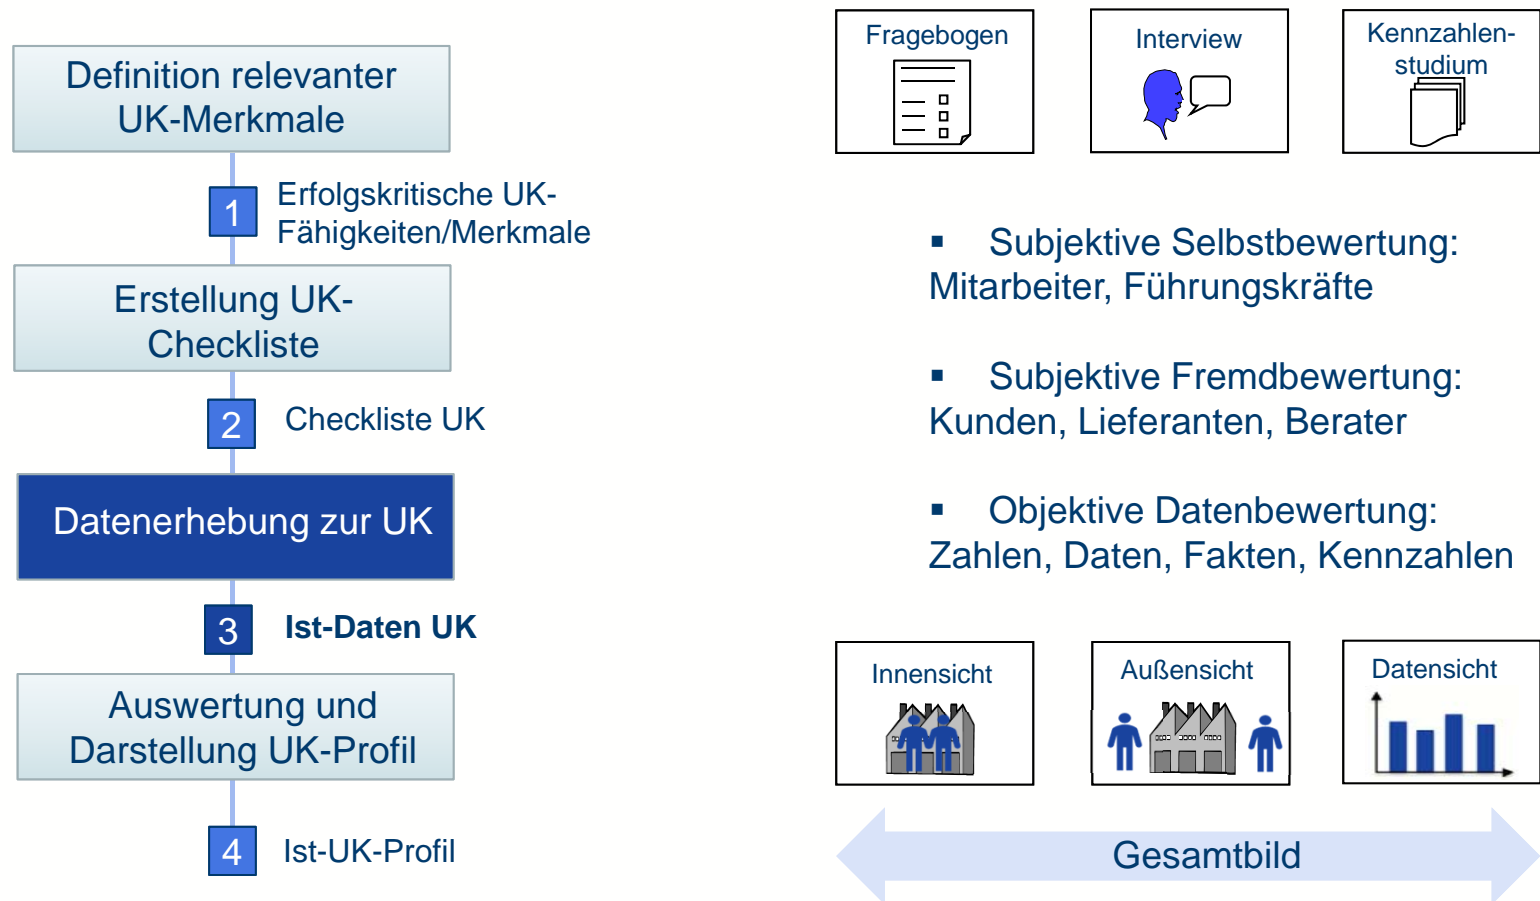 Definition relevanter
UK-Merkmale
1
Erfolgskritische UK-
Fähigkeiten/Merkmale
Erstellung UK-
Checkliste
2
Checkliste UK
Datenerhebung zur UK
3
Ist-Daten UK
Auswertung und
Darstellung UK-Profil
4
Ist-UK-Profil
Fragebogen
Interview
Kennzahlen-
studium
▪ Subjektive Selbstbewertung:
Mitarbeiter, Führungskräfte
▪ Subjektive Fremdbewertung:
Kunden, Lieferanten, Berater
▪ Objektive Datenbewertung:
Zahlen, Daten, Fakten, Kennzahlen
Innensicht
Außensicht
Datensicht
Gesamtbild